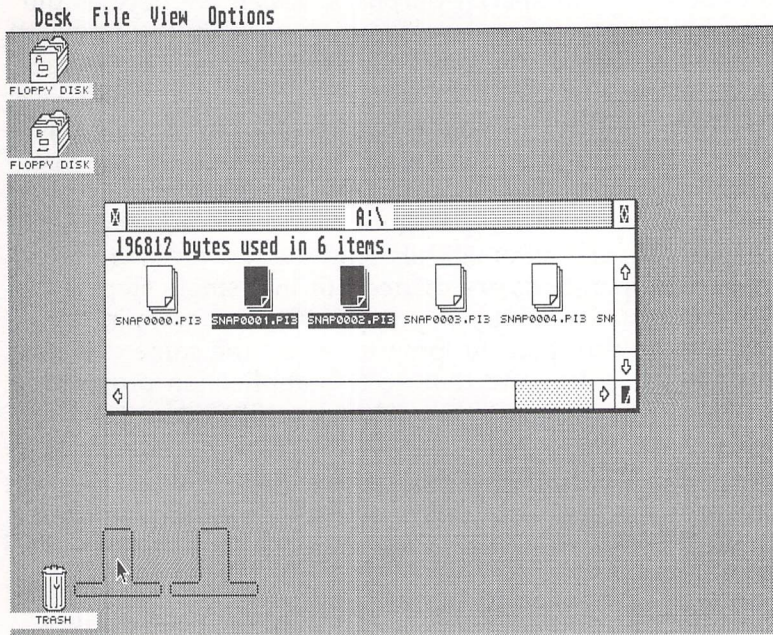 Desk File View Options
A
FLOPPY DISK
B
FLOPPY DISK
A:\
196812 bytes used in 6 items.
SNAP0000.PI3 SNAP0001.PI3 SNAP0002.PI3 SNAP0003.PI3 SNAP0004.PI3 SN
TRASH